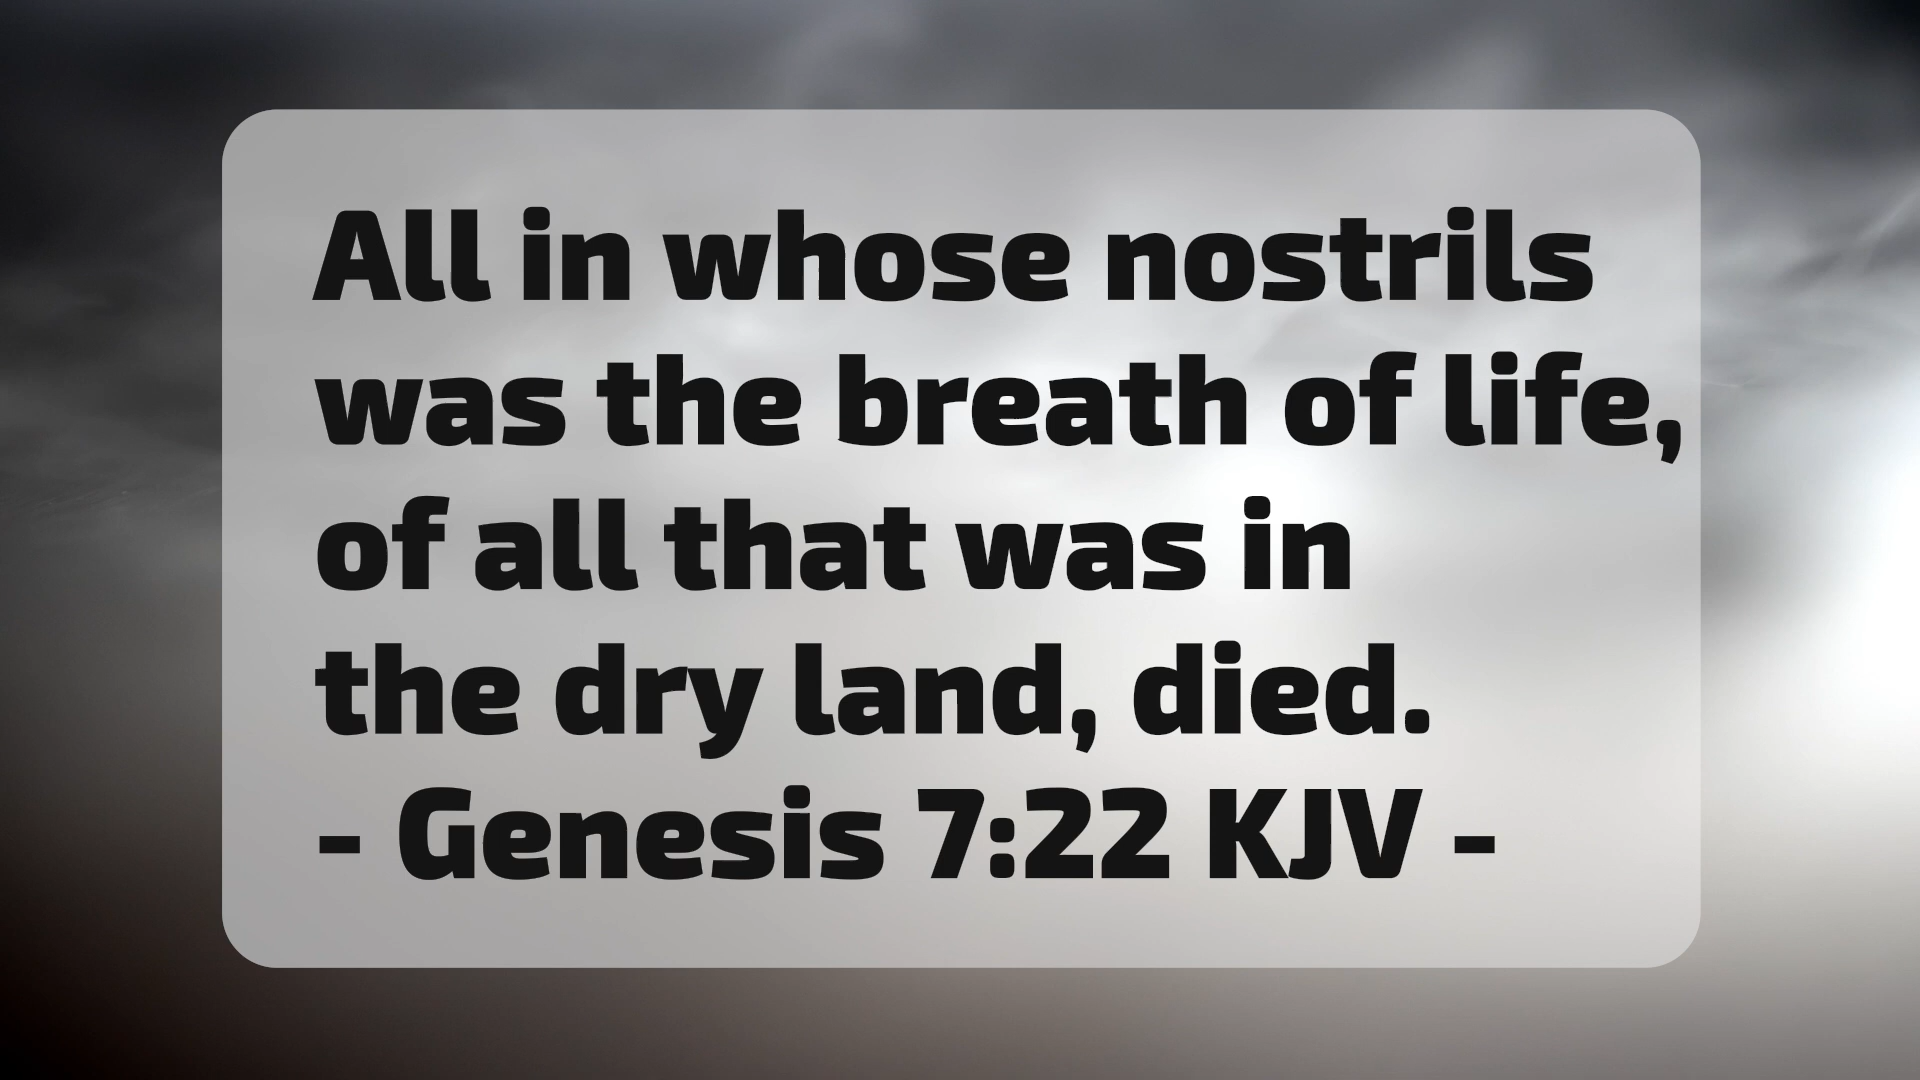 All in whose nostrils
was the breath of life,
of all that was in
the dry land, died.
- Genesis 7:22 KJV -